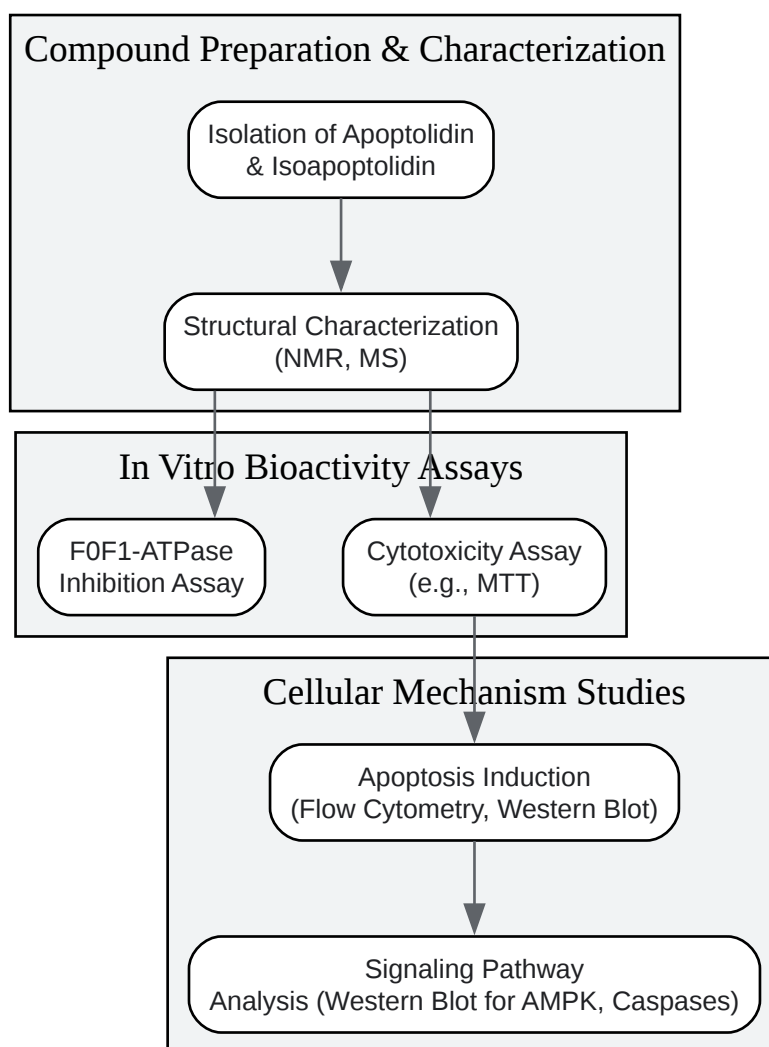 Compound Preparation & Characterization
Isolation of Apoptolidin
& Isoapoptolidin
Structural Characterization
(NMR, MS)
In Vitro Bioactivity Assays
F0F1-ATPase
Inhibition Assay
Cytotoxicity Assay
(e.g., MTT)
Cellular Mechanism Studies
Apoptosis Induction
(Flow Cytometry, Western Blot)
Signaling Pathway
Analysis (Western Blot for AMPK, Caspases)